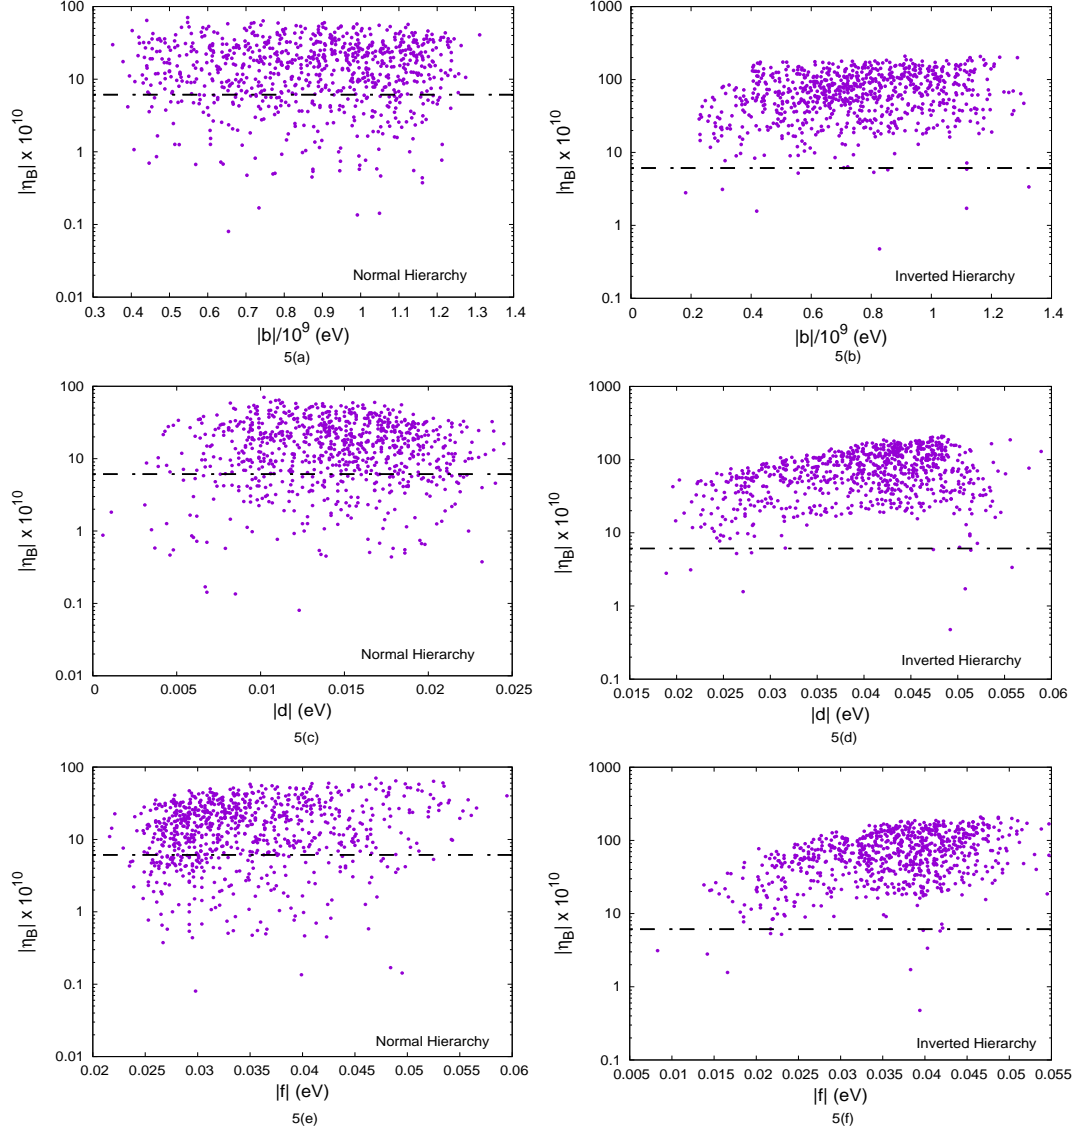 100
10
1
0.1
0.01
|η_B| x 10^10
Normal Hierarchy
0.3 0.4 0.5 0.6 0.7 0.8 0.9 1 1.1 1.2 1.3 1.4
|b|/10^9 (eV)
5(a)
1000
100
10
1
0.1
|η_B| x 10^10
Inverted Hierarchy
0 0.2 0.4 0.6 0.8 1 1.2 1.4
|b|/10^9 (eV)
5(b)
100
10
1
0.1
0.01
|η_B| x 10^10
Normal Hierarchy
0 0.005 0.01 0.015 0.02 0.025
|d| (eV)
5(c)
1000
100
10
1
0.1
|η_B| x 10^10
Inverted Hierarchy
0.015 0.02 0.025 0.03 0.035 0.04 0.045 0.05 0.055 0.06
|d| (eV)
5(d)
100
10
1
0.1
0.01
|η_B| x 10^10
Normal Hierarchy
0.02 0.025 0.03 0.035 0.04 0.045 0.05 0.055 0.06
|f| (eV)
5(e)
1000
100
10
1
0.1
|η_B| x 10^10
Inverted Hierarchy
0.005 0.01 0.015 0.02 0.025 0.03 0.035 0.04 0.045 0.05 0.055
|f| (eV)
5(f)